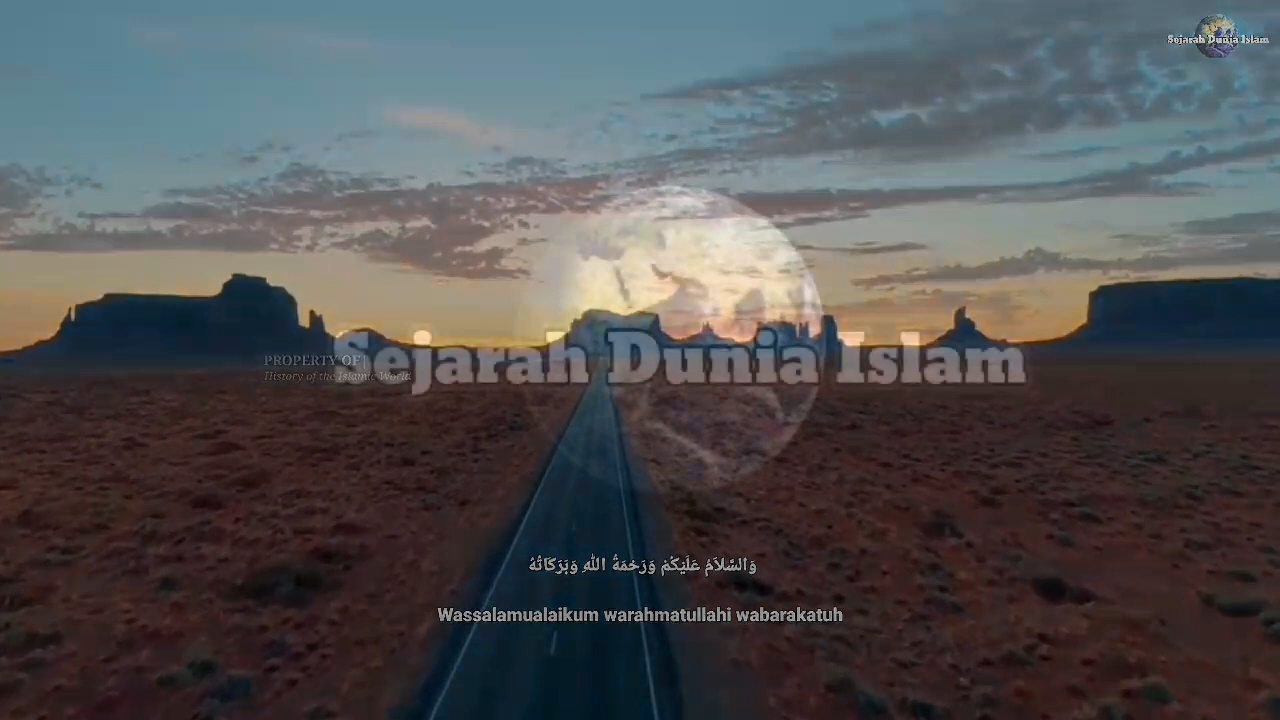 Sejarah Dunia Islam
PROPERTY OF
History of the Islamic World
Sejarah Dunia Islam
وَالسَّلاَمُ عَلَيْكُمْ وَرَحْمَةُ اللهِ وَبَرَكَاتُهُ
Wassalamualaikum warahmatullahi wabarakatuh